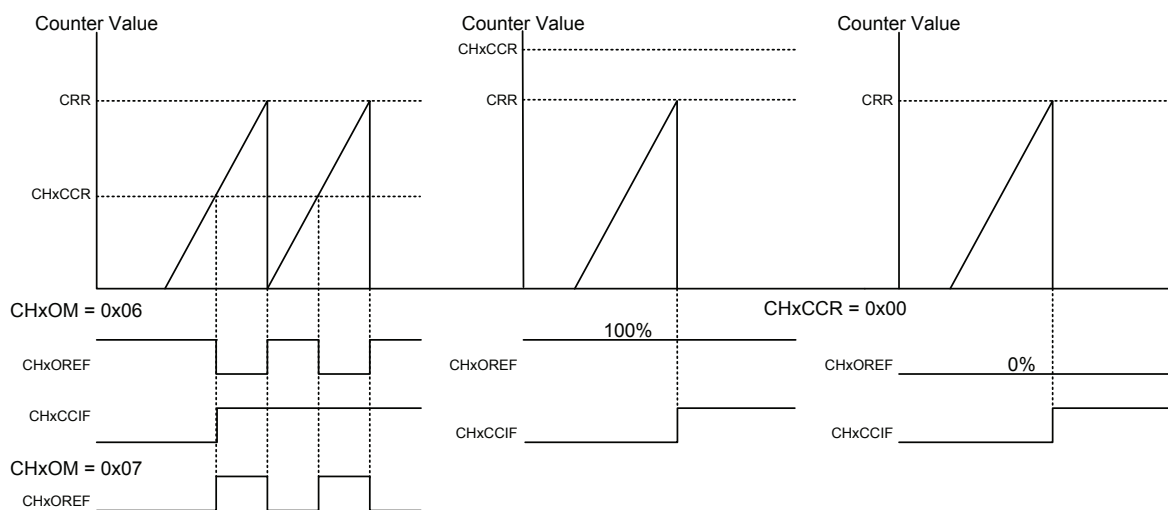 Counter Value
CRR
CHxCCR
CHxOM = 0x06
CHxOREF
CHxCCIF
CHxOM = 0x07
CHxOREF
Counter Value
CHxCCR
CRR
100%
CHxOREF
CHxCCIF
Counter Value
CRR
CHxCCR = 0x00
0%
CHxOREF
CHxCCIF